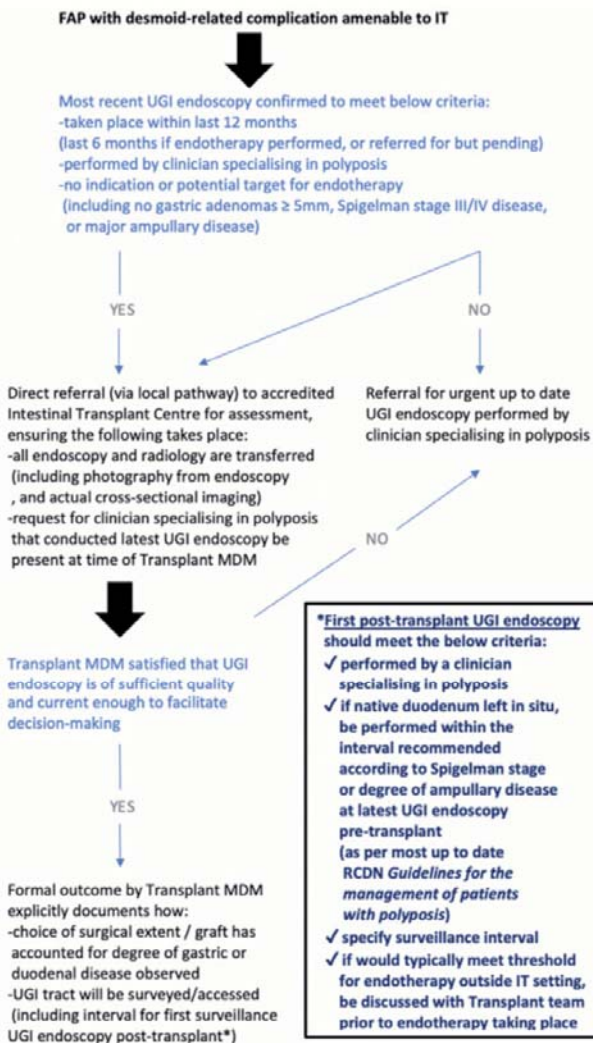 FAP with desmoid-related complication amenable to IT
Most recent UGI endoscopy confirmed to meet below criteria:
-taken place within last 12 months
(last 6 months if endotherapy performed, or referred for but pending)
-performed by clinician specialising in polyposis
-no indication or potential target for endotherapy
(including no gastric adenomas ≥ 5mm, Spigelman stage III/IV disease,
or major ampullary disease)
YES
NO
Direct referral (via local pathway) to accredited
Intestinal Transplant Centre for assessment,
ensuring the following takes place:
-all endoscopy and radiology are transferred
(including photography from endoscopy
, and actual cross-sectional imaging)
-request for clinician specialising in polyposis
that conducted latest UGI endoscopy be
present at time of Transplant MDM
Referral for urgent up to date
UGI endoscopy performed by
clinician specialising in polyposis
NO
Transplant MDM satisfied that UGI
endoscopy is of sufficient quality
and current enough to facilitate
decision-making
YES
Formal outcome by Transplant MDM
explicitly documents how:
-choice of surgical extent / graft has
accounted for degree of gastric or
duodenal disease observed
-UGI tract will be surveyed/accessed
(including interval for first surveillance
UGI endoscopy post-transplant*)
*First post-transplant UGI endoscopy
should meet the below criteria:
✓ performed by a clinician
specialising in polyposis
✓ if native duodenum left in situ,
be performed within the
interval recommended
according to Spigelman stage
or degree of ampullary disease
at latest UGI endoscopy
pre-transplant
(as per most up to date
RCDN Guidelines for the
management of patients
with polyposis)
✓ specify surveillance interval
✓ if would typically meet threshold
for endotherapy outside IT setting,
be discussed with Transplant team
prior to endotherapy taking place